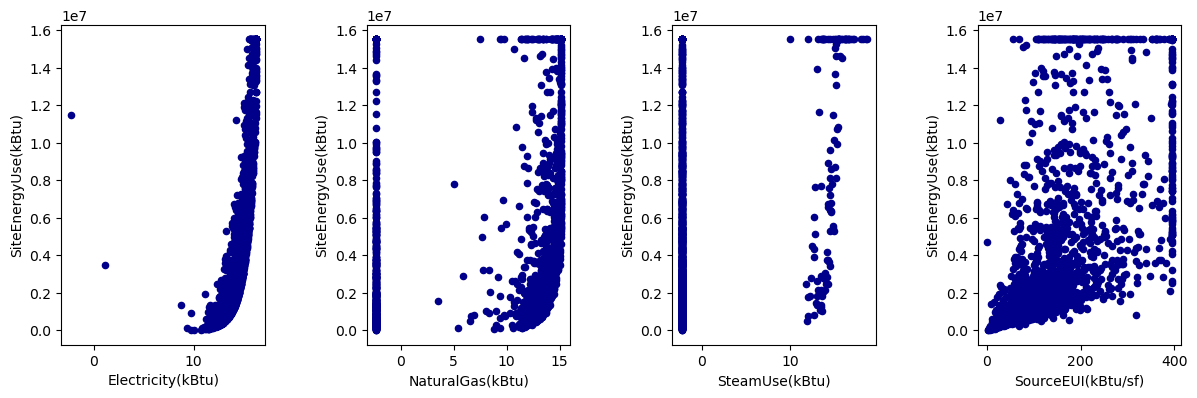 1e7
1.6
1.4
1.2
1.0
0.8
0.6
0.4
0.2
0.0
SiteEnergyUse(kBtu)
0 10
Electricity(kBtu)
1e7
1.6
1.4
1.2
1.0
0.8
0.6
0.4
0.2
0.0
SiteEnergyUse(kBtu)
0 5 10 15
NaturalGas(kBtu)
1e7
1.6
1.4
1.2
1.0
0.8
0.6
0.4
0.2
0.0
SiteEnergyUse(kBtu)
0 10
SteamUse(kBtu)
1e7
1.6
1.4
1.2
1.0
0.8
0.6
0.4
0.2
0.0
SiteEnergyUse(kBtu)
0 200 400
SourceEUI(kBtu/sf)